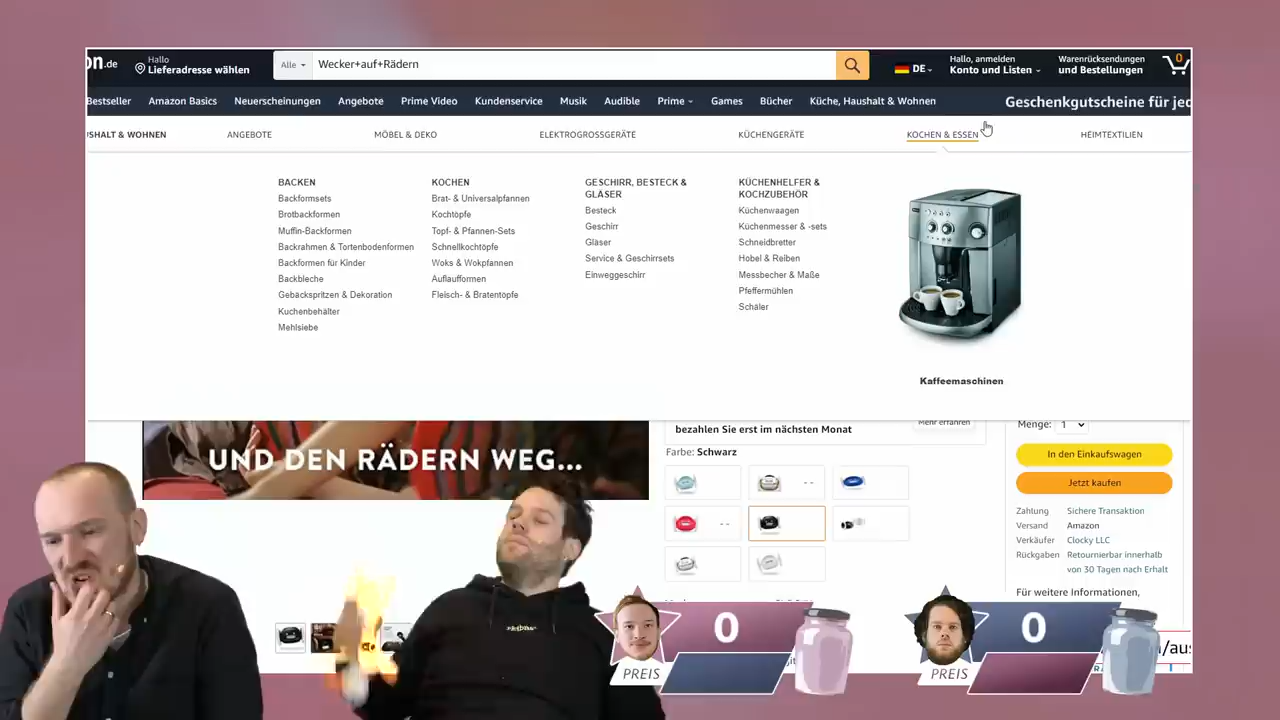 on.de
Hallo
Lieferadresse wählen
Alle
Wecker+auf+Rädern
DE
Hallo, anmelden
Konto und Listen
Warenrücksendungen
und Bestellungen
0
Bestseller
Amazon Basics
Neuerscheinungen
Angebote
Prime Video
Kundenservice
Musik
Audible
Prime
Games
Bücher
Küche, Haushalt & Wohnen
Geschenkgutscheine für jed
USHALT & WOHNEN
ANGEBOTE
MÖBEL & DEKO
ELEKTROGROSSGERÄTE
KÜCHENGERÄTE
KOCHEN & ESSEN
HEIMTEXTILIEN
BACKEN
Backformsets
Brotbackformen
Muffin-Backformen
Backrahmen & Tortenbodenformen
Backformen für Kinder
Backbleche
Gebäckspritzen & Dekoration
Kuchenbehälter
Mehlsiebe
KOCHEN
Brat- & Universalpfannen
Kochtöpfe
Topf- & Pfannen-Sets
Schnellkochtöpfe
Woks & Wokpfannen
Auflaufformen
Fleisch- & Bratentöpfe
GESCHIRR, BESTECK &
GLÄSER
Besteck
Geschirr
Gläser
Service & Geschirrsets
Einweggeschirr
KÜCHENHELFER &
KOCHZUBEHÖR
Küchenwaagen
Küchenmesser & -sets
Schneidbretter
Hobel & Reiben
Messbecher & Maße
Pfeffermühlen
Schäler
Kaffeemaschinen
UND DEN RÄDERN WEG...
bezahlen Sie erst im nächsten Monat
Mehr erfahren
Farbe: Schwarz
Menge: 1
In den Einkaufswagen
Jetzt kaufen
Zahlung Sichere Transaktion
Versand Amazon
Verkäufer Clocky LLC
Rückgaben Retournierbar innerhalb
von 30 Tagen nach Erhalt
Für weitere Informationen,
0
PREIS
0
PREIS